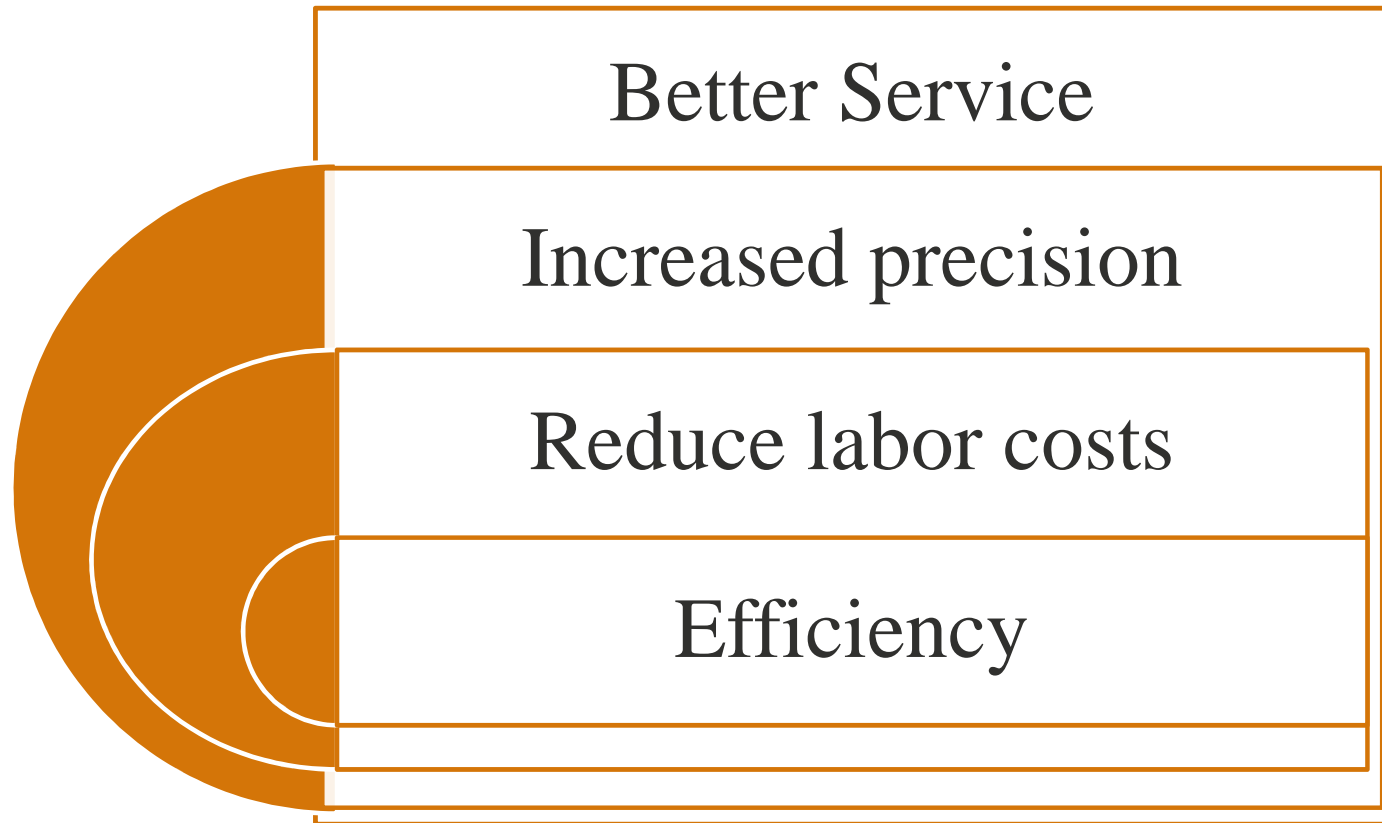 Better Service
Increased precision
Reduce labor costs
Efficiency